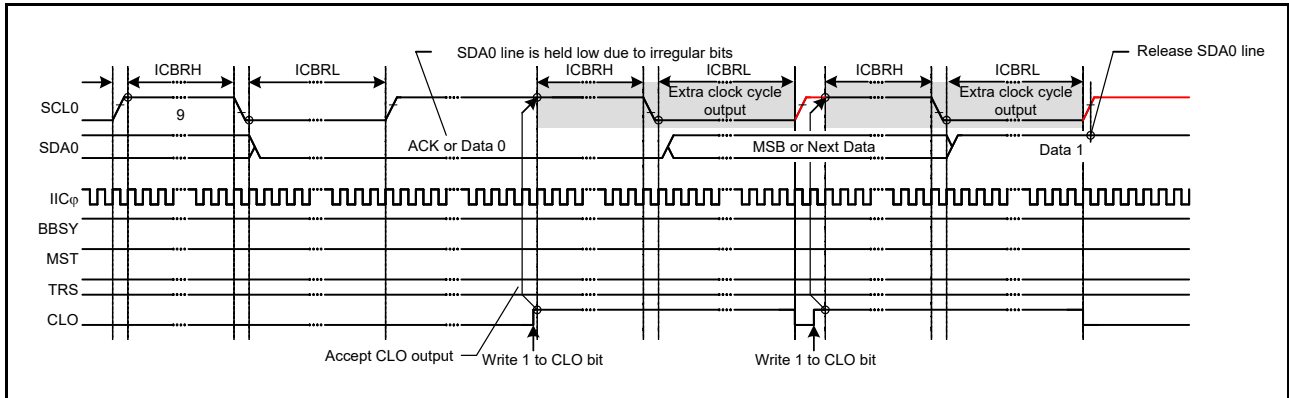 SDA0 line is held low due to irregular bits
Release SDA0 line
ICBRH ICBRL ICBRH ICBRL ICBRH ICBRL
SCL0
9
Extra clock cycle output
Extra clock cycle output
SDA0
ACK or Data 0
MSB or Next Data
Data 1
IICφ
BBSY
MST
TRS
CLO
Accept CLO output
Write 1 to CLO bit
Write 1 to CLO bit